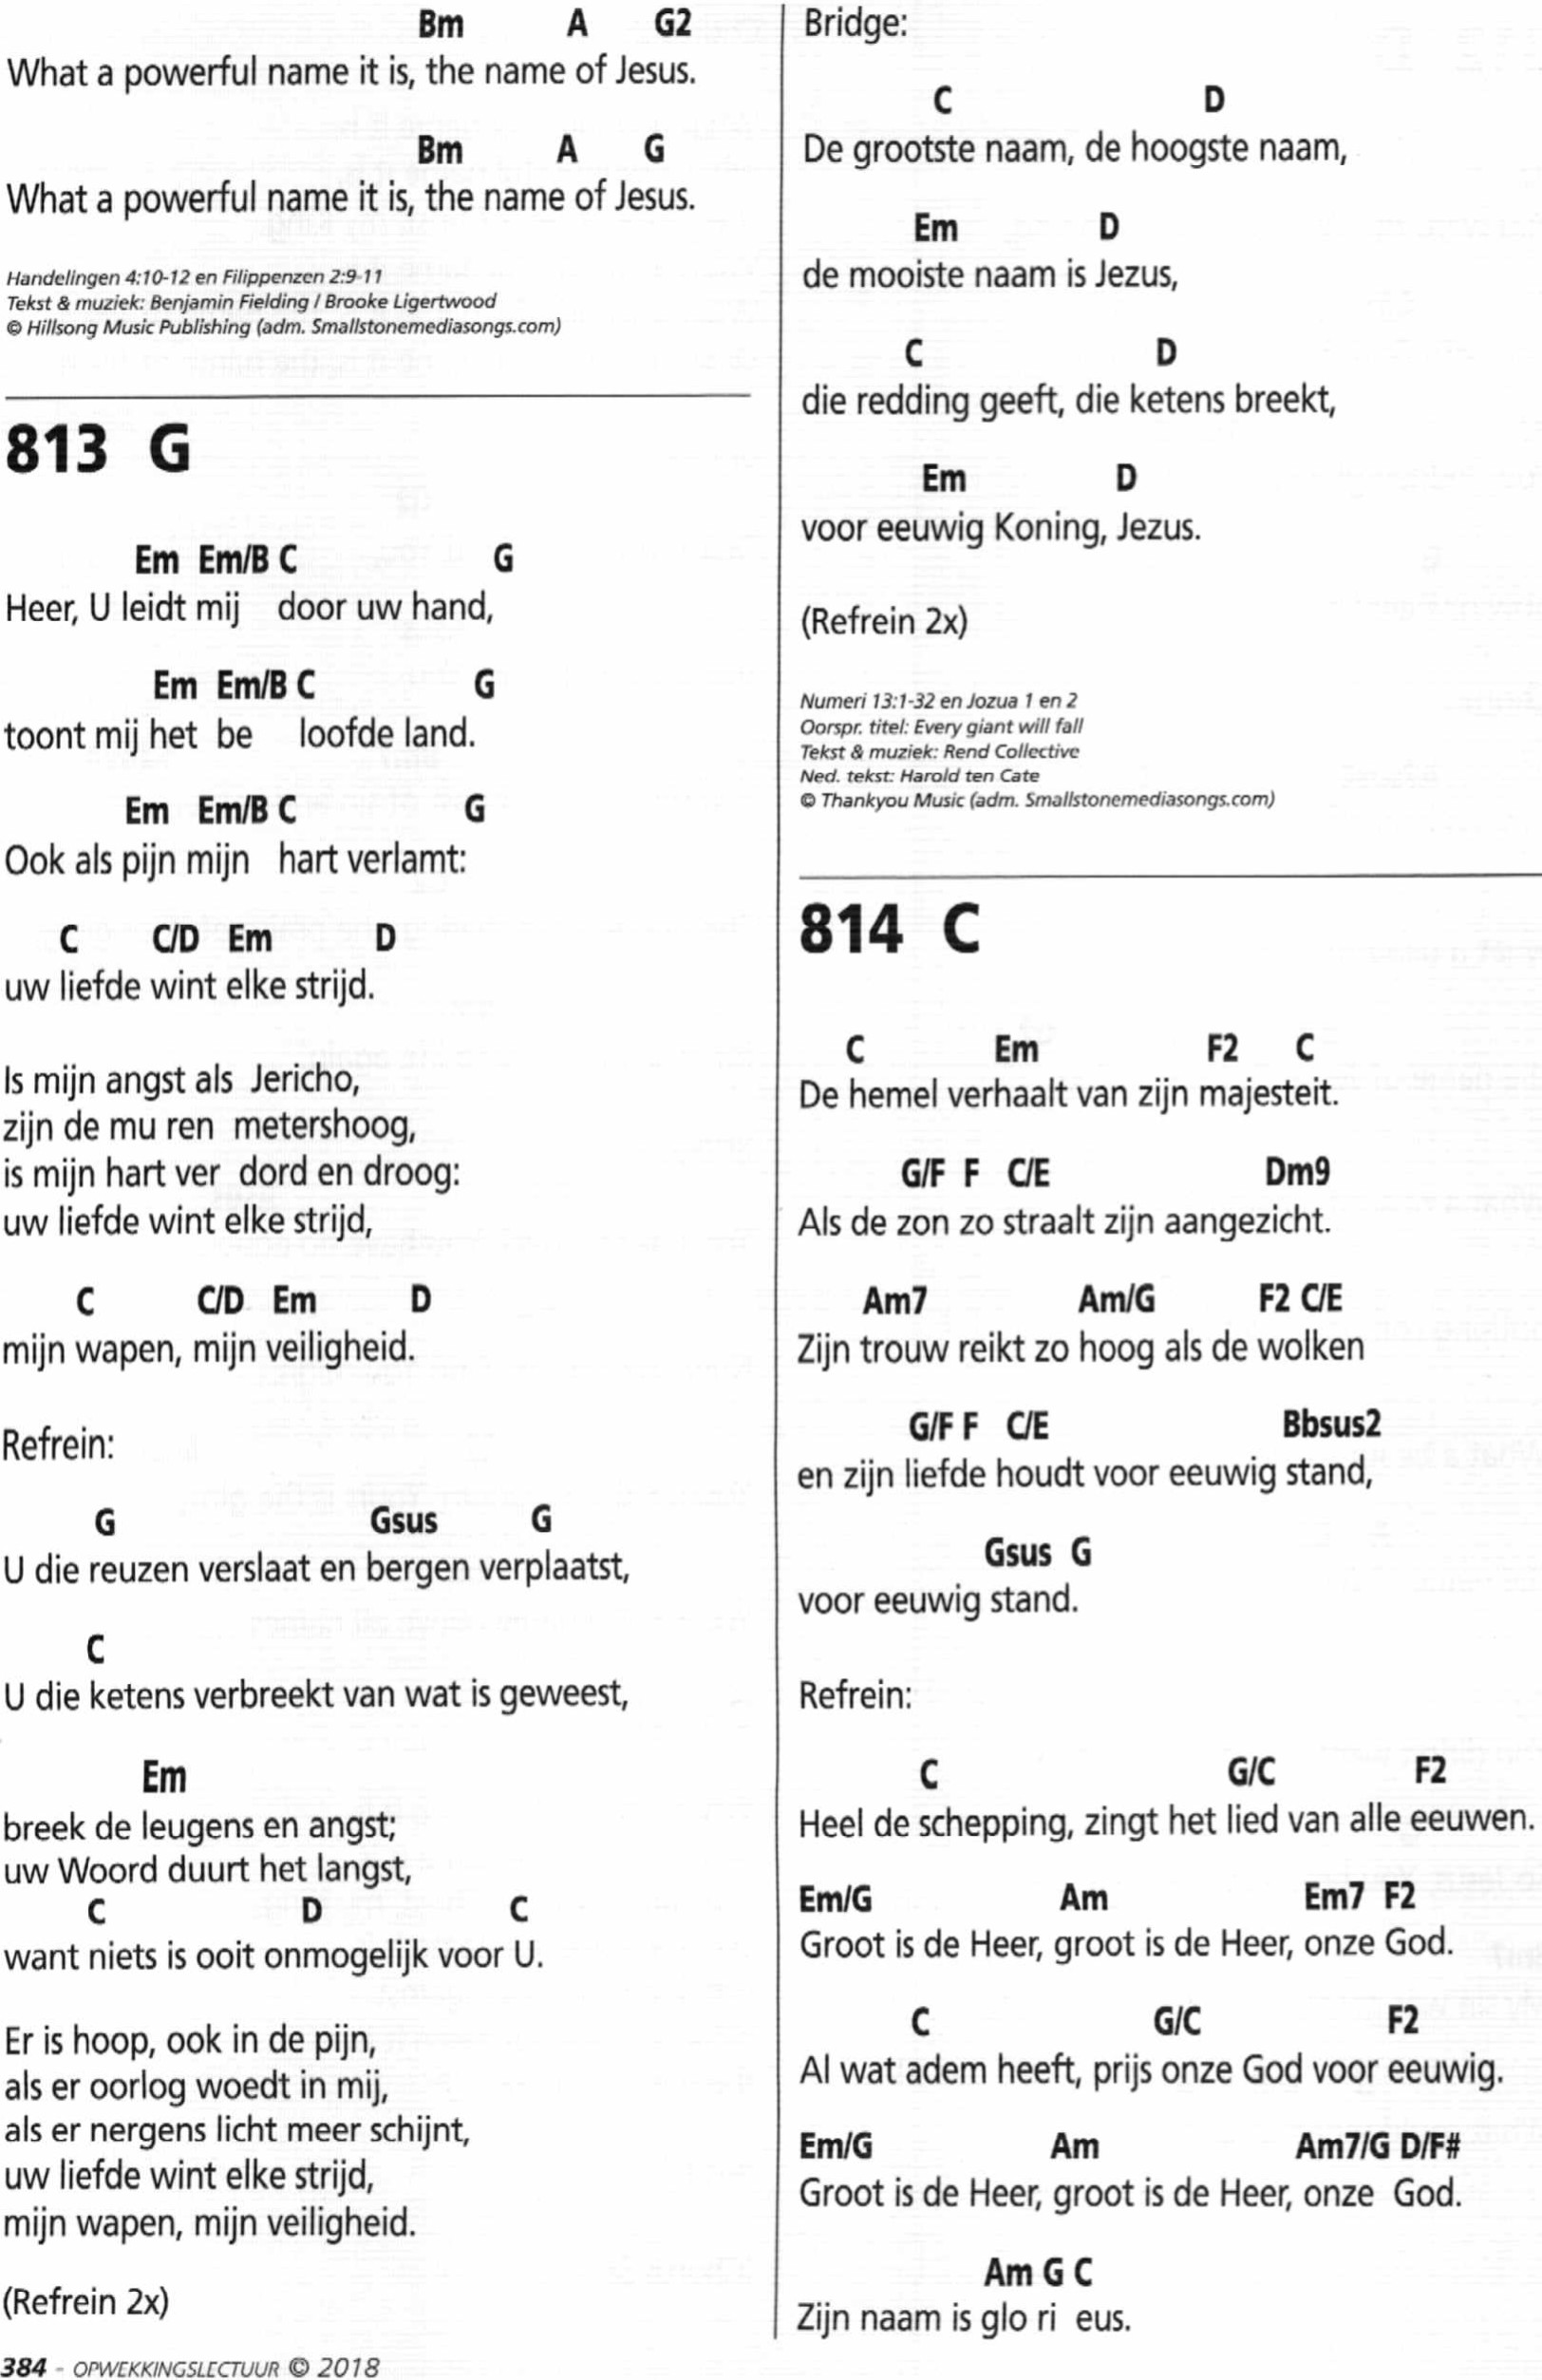 Bm A G2
What a powerful name it is, the name of Jesus.
Bm A G
What a powerful name it is, the name of Jesus.
Handelingen 4:10-12 en Filippenzen 2:9-11
Tekst & muziek: Benjamin Fielding / Brooke Ligertwood
© Hillsong Music Publishing (adm. Smallstonemediasongs.com)
813 G
Em Em/B C G
Heer, U leidt mij door uw hand,
Em Em/B C G
toont mij het be loofde land.
Em Em/B C G
Ook als pijn mijn hart verlamt:
C C/D Em D
uw liefde wint elke strijd.
Is mijn angst als Jericho,
zijn de mu ren metershoog,
is mijn hart ver dord en droog:
uw liefde wint elke strijd,
C C/D Em D
mijn wapen, mijn veiligheid.
Refrein:
G Gsus G
U die reuzen verslaat en bergen verplaatst,
C
U die ketens verbreekt van wat is geweest,
Em
breek de leugens en angst;
uw Woord duurt het langst,
C D C
want niets is ooit onmogelijk voor U.
Er is hoop, ook in de pijn,
als er oorlog woedt in mij,
als er nergens licht meer schijnt,
uw liefde wint elke strijd,
mijn wapen, mijn veiligheid.
(Refrein 2x)
384 - OPWEKKINGSLECTUUR © 2018
Bridge:
C D
De grootste naam, de hoogste naam,
Em D
de mooiste naam is Jezus,
C D
die redding geeft, die ketens breekt,
Em D
voor eeuwig Koning, Jezus.
(Refrein 2x)
Numeri 13:1-32 en Jozua 1 en 2
Oorspr. titel: Every giant will fall
Tekst & muziek: Rend Collective
Ned. tekst: Harold ten Cate
© Thankyou Music (adm. Smallstonemediasongs.com)
814 C
C Em F2 C
De hemel verhaalt van zijn majesteit.
G/F F C/E Dm9
Als de zon zo straalt zijn aangezicht.
Am7 Am/G F2 C/E
Zijn trouw reikt zo hoog als de wolken
G/F F C/E Bbsus2
en zijn liefde houdt voor eeuwig stand,
Gsus G
voor eeuwig stand.
Refrein:
C G/C F2
Heel de schepping, zingt het lied van alle eeuwen.
Em/G Am Em7 F2
Groot is de Heer, groot is de Heer, onze God.
C G/C F2
Al wat adem heeft, prijs onze God voor eeuwig.
Em/G Am Am7/G D/F#
Groot is de Heer, groot is de Heer, onze God.
Am G C
Zijn naam is glo ri eus.